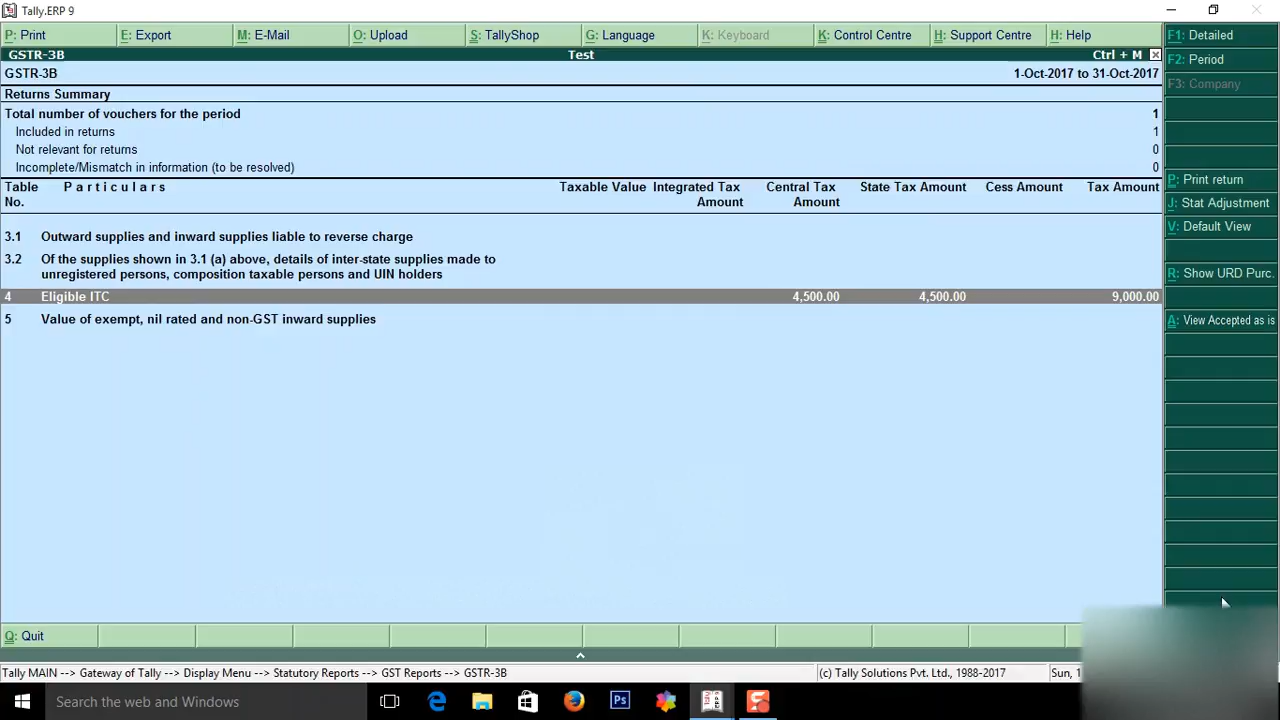 Tally.ERP 9
P: Print E: Export M: E-Mail O: Upload S: TallyShop G: Language K: Keyboard K: Control Centre H: Support Centre H: Help
F1: Detailed
GSTR-3B Test Ctrl + M
F2: Period
GSTR-3B 1-Oct-2017 to 31-Oct-2017
F3: Company
Returns Summary
Total number of vouchers for the period 1
Included in returns 1
Not relevant for returns 0
Incomplete/Mismatch in information (to be resolved) 0
P: Print return
Table Particulars Taxable Value Integrated Tax Central Tax State Tax Amount Cess Amount Tax Amount
No. Amount Amount
J: Stat Adjustment
V: Default View
3.1 Outward supplies and inward supplies liable to reverse charge
3.2 Of the supplies shown in 3.1 (a) above, details of inter-state supplies made to
unregistered persons, composition taxable persons and UIN holders
R: Show URD Purc.
4 Eligible ITC 4,500.00 4,500.00 9,000.00
5 Value of exempt, nil rated and non-GST inward supplies
A: View Accepted as is
Q: Quit
Tally MAIN --> Gateway of Tally --> Display Menu --> Statutory Reports --> GST Reports --> GSTR-3B (c) Tally Solutions Pvt. Ltd., 1988-2017 Sun, 1
Search the web and Windows
Ps